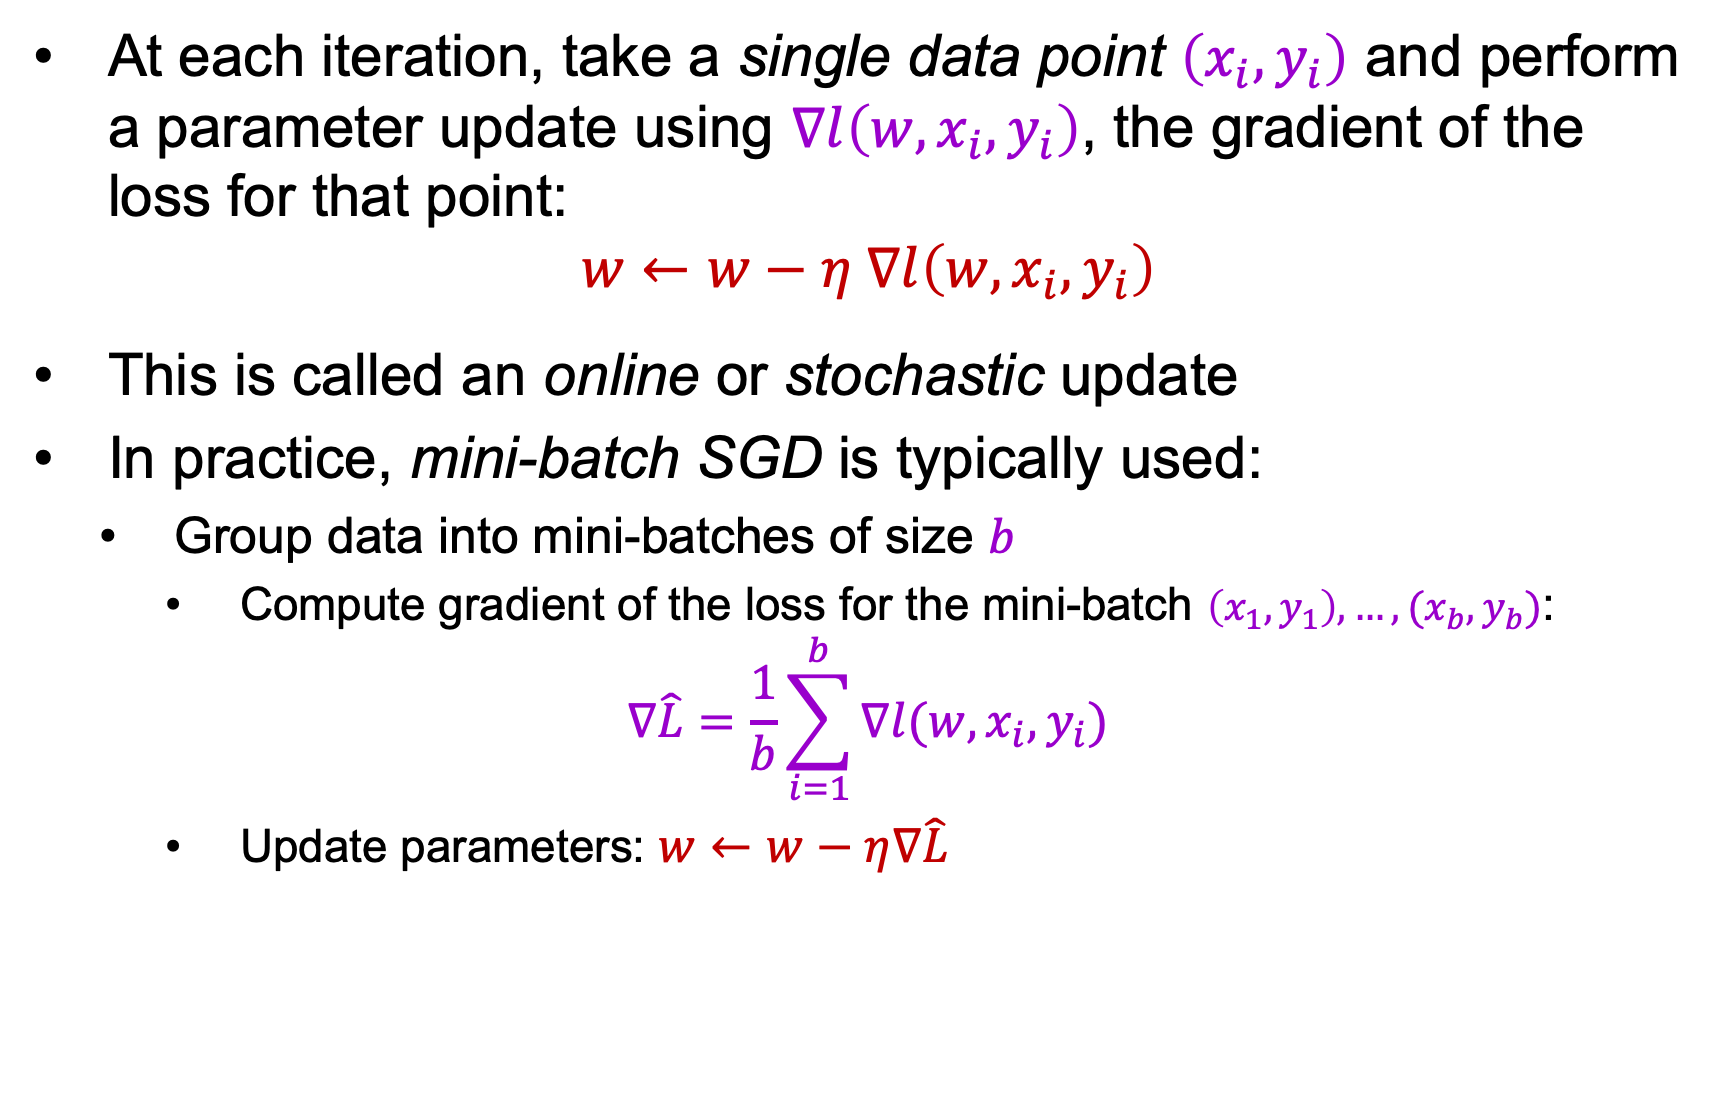 • At each iteration, take a single data point (xᵢ, yᵢ) and perform
a parameter update using ∇l(w, xᵢ, yᵢ), the gradient of the
loss for that point:
w ← w − η ∇l(w, xᵢ, yᵢ)
• This is called an online or stochastic update
• In practice, mini-batch SGD is typically used:
• Group data into mini-batches of size b
• Compute gradient of the loss for the mini-batch (x₁, y₁), … , (x_b, y_b):
∇L̂ = 1/b ∑_{i=1}^{b} ∇l(w, xᵢ, yᵢ)
• Update parameters: w ← w − η∇L̂